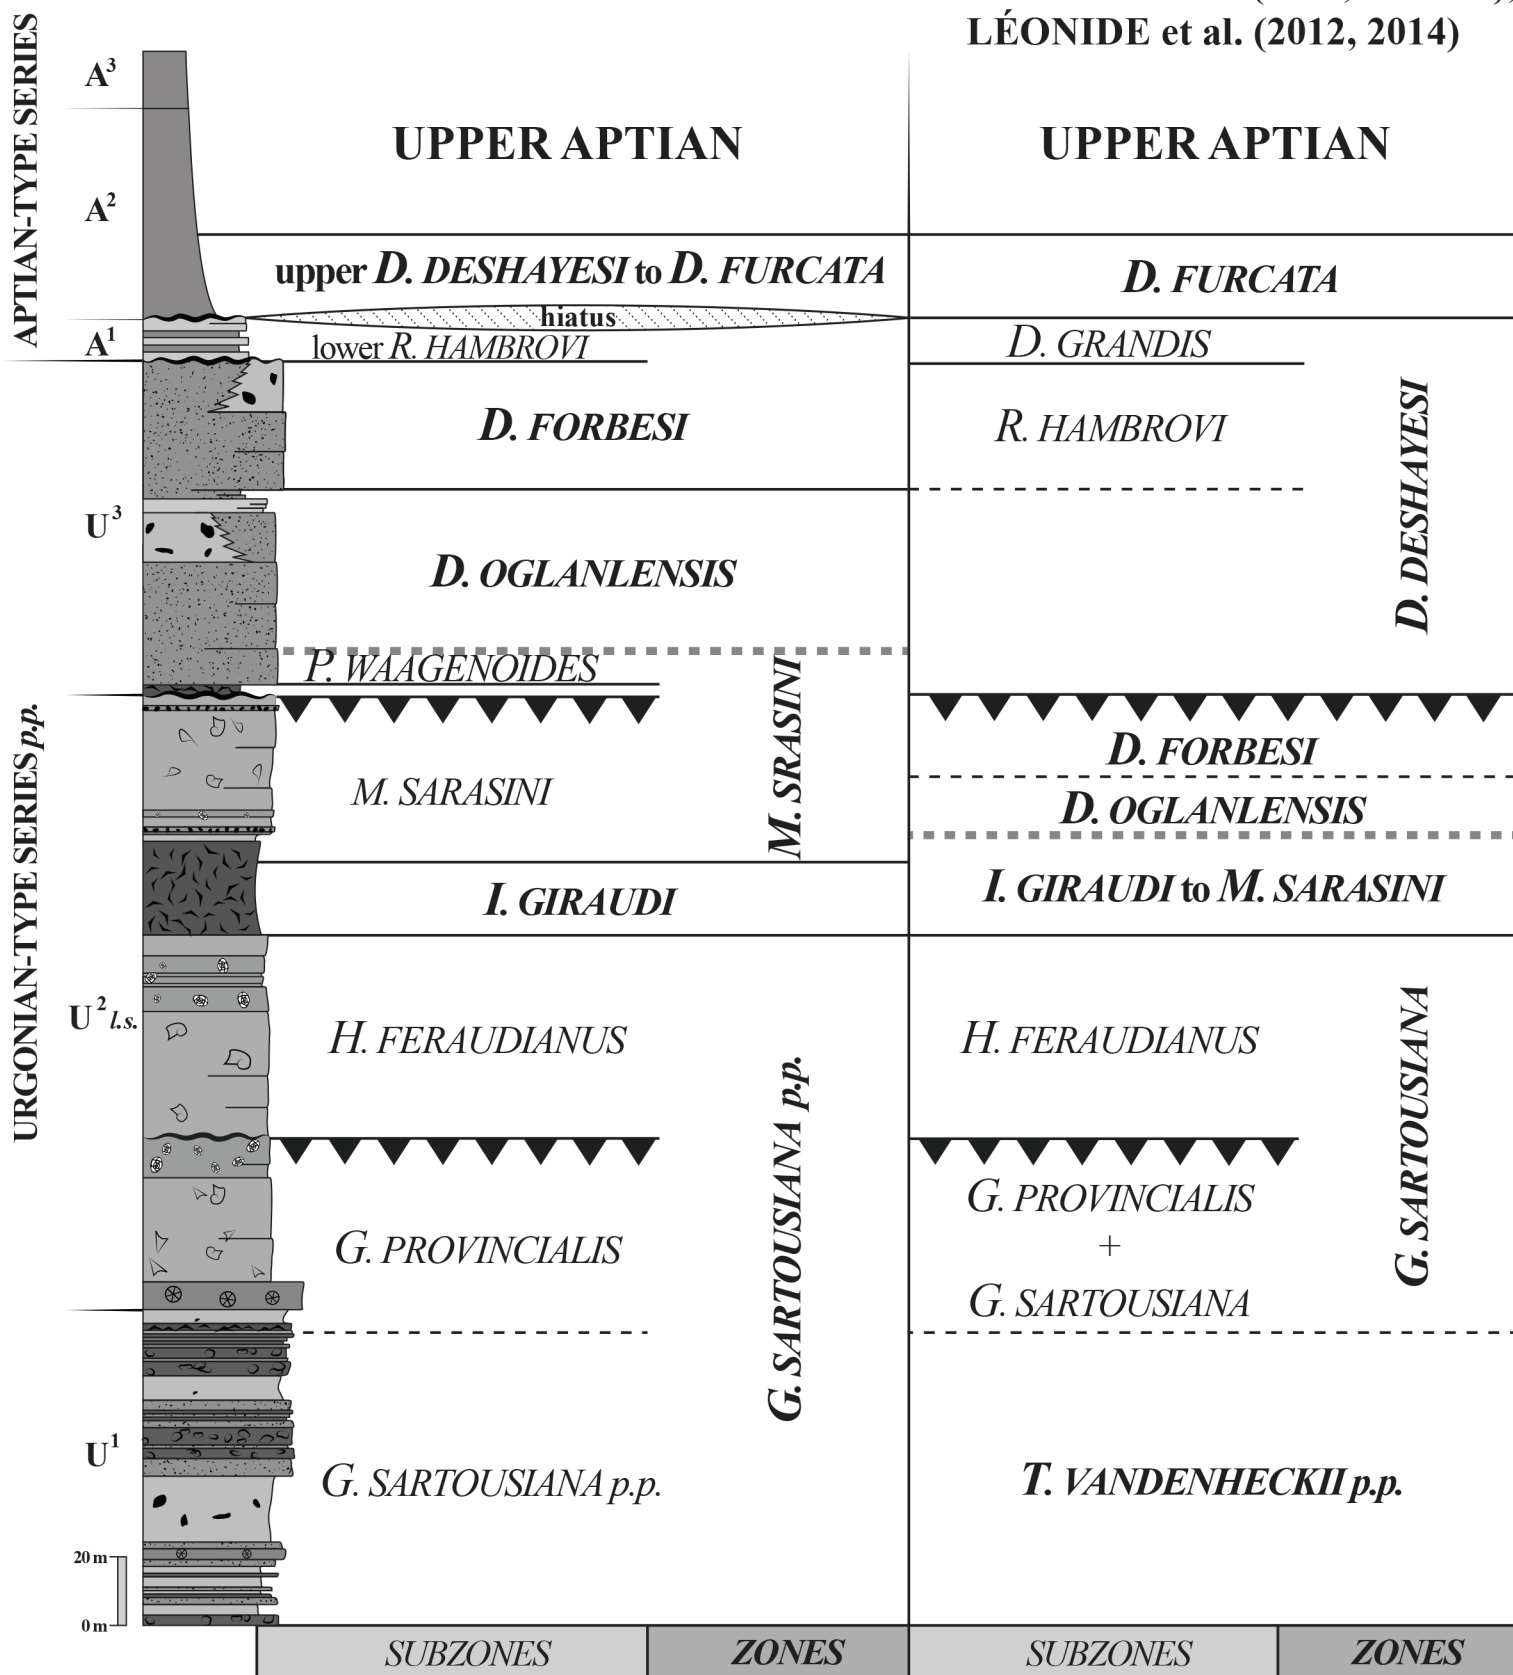 LÉONIDE et al. (2012, 2014)
APTIAN-TYPE SERIES
A3
A2
A1
UPPER APTIAN
UPPER APTIAN
upper D. DESHAYESI to D. FURCATA
D. FURCATA
hiatus
lower R. HAMBROVI
D. GRANDIS
D. FORBESI
R. HAMBROVI
D. DESHAYESI
U3
D. OGLANLENSIS
P. WAAGENOIDES
M. SRASINI
URGONIAN-TYPE SERIES p.p.
M. SARASINI
D. FORBESI
D. OGLANLENSIS
I. GIRAUDI
I. GIRAUDI to M. SARASINI
U2 l.s.
H. FERAUDIANUS
H. FERAUDIANUS
G. SARTOUSIANA p.p.
G. SARTOUSIANA
G. PROVINCIALIS
G. PROVINCIALIS
+
G. SARTOUSIANA
U1
G. SARTOUSIANA p.p.
T. VANDENHECKII p.p.
20 m
0 m
SUBZONES
ZONES
SUBZONES
ZONES